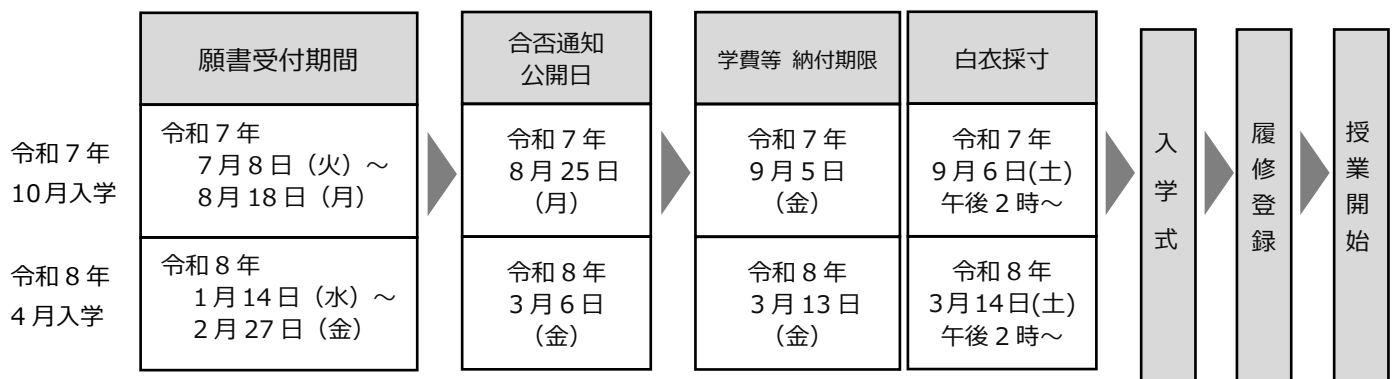 願書受付期間
合否通知
公開日
学費等 納付期限
白衣採寸
令和７年
10月入学
令和７年
７月８日（火）～
８月18日（月）
令和７年
８月25日
（月）
令和７年
９月５日
（金）
令和７年
９月６日(土)
午後２時～
令和８年
４月入学
令和８年
１月14日（水）～
２月27日（金）
令和８年
３月６日
（金）
令和８年
３月13日
（金）
令和８年
３月14日(土)
午後２時～
入学式
履修登録
授業開始